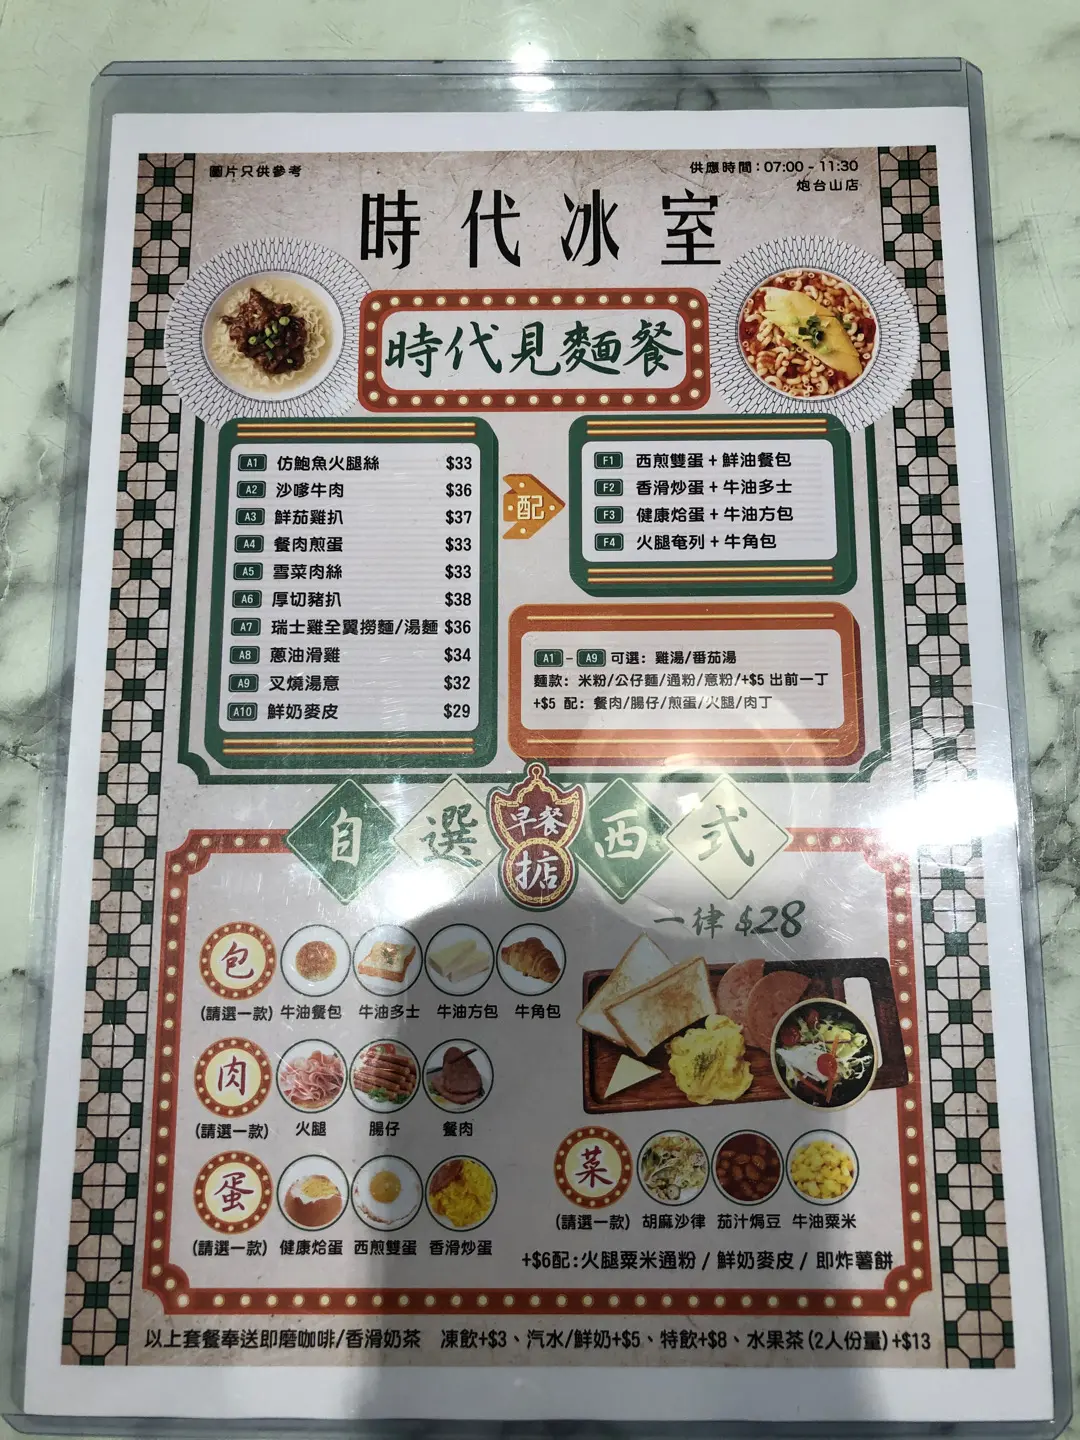 圖片只供參考
供應時間：07:00 - 11:30
炮台山店
時代冰室
時代見麵餐
A1 仿鮑魚火腿絲 $33
A2 沙嗲牛肉 $36
A3 鮮茄雞扒 $37
A4 餐肉煎蛋 $33
A5 雪菜肉絲 $33
A6 厚切豬扒 $38
A7 瑞士雞全翼撈麵/湯麵 $36
A8 蔥油滑雞 $34
A9 叉燒湯意 $32
A10 鮮奶麥皮 $29
配
F1 西煎雙蛋 + 鮮油餐包
F2 香滑炒蛋 + 牛油多士
F3 健康烚蛋 + 牛油方包
F4 火腿奄列 + 牛角包
A1 - A9 可選: 雞湯/番茄湯
麵款: 米粉/公仔麵/通粉/意粉/+$5 出前一丁
+$5 配: 餐肉/腸仔/煎蛋/火腿/肉丁
自選
早餐
掂
西式
一律 $28
包
(請選一款) 牛油餐包 牛油多士 牛油方包 牛角包
肉
(請選一款) 火腿 腸仔 餐肉
蛋
(請選一款) 健康烚蛋 西煎雙蛋 香滑炒蛋
菜
(請選一款) 胡麻沙律 茄汁焗豆 牛油粟米
+$6配:火腿粟米通粉 / 鮮奶麥皮 / 即炸薯餅
以上套餐奉送即磨咖啡/香滑奶茶 凍飲+$3、汽水/鮮奶+$5、特飲+$8、水果茶(2人份量)+$13